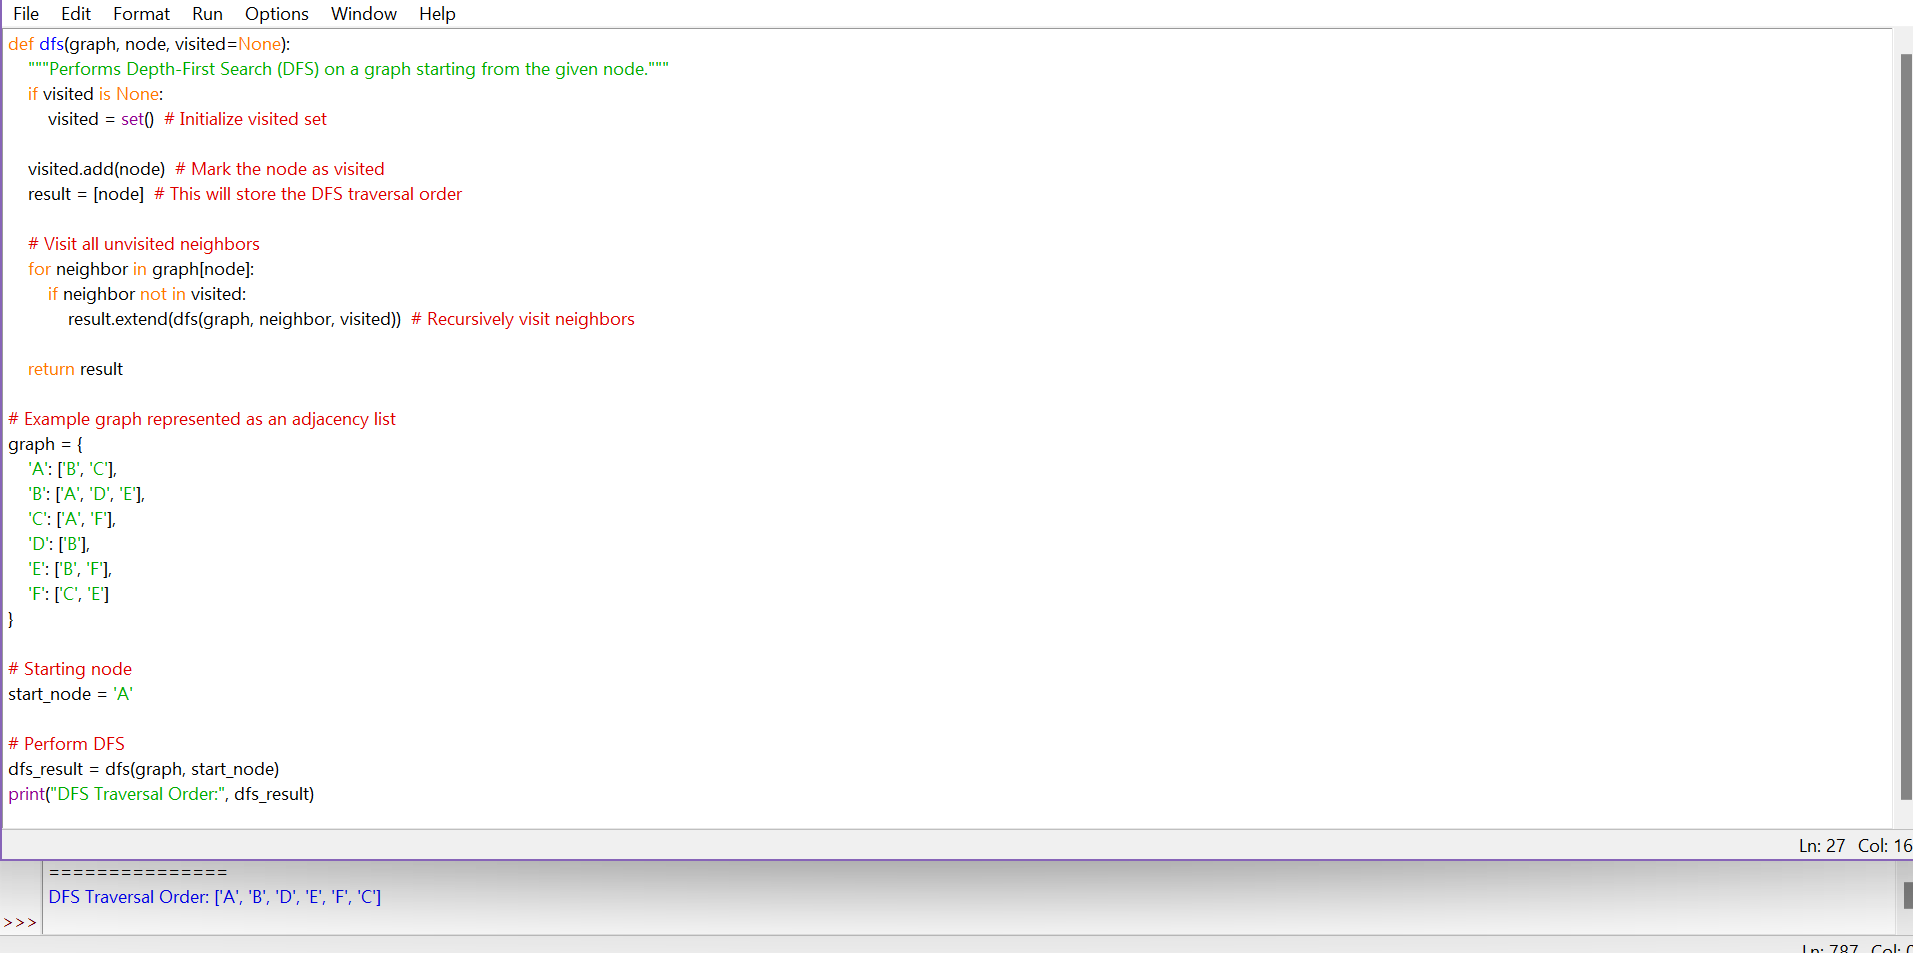 File Edit Format Run Options Window Help
def dfs(graph, node, visited=None):
    """Performs Depth-First Search (DFS) on a graph starting from the given node."""
    if visited is None:
        visited = set()  # Initialize visited set
    visited.add(node)  # Mark the node as visited
    result = [node]  # This will store the DFS traversal order
    # Visit all unvisited neighbors
    for neighbor in graph[node]:
        if neighbor not in visited:
            result.extend(dfs(graph, neighbor, visited))  # Recursively visit neighbors
    return result
# Example graph represented as an adjacency list
graph = {
    'A': ['B', 'C'],
    'B': ['A', 'D', 'E'],
    'C': ['A', 'F'],
    'D': ['B'],
    'E': ['B', 'F'],
    'F': ['C', 'E']
}
# Starting node
start_node = 'A'
# Perform DFS
dfs_result = dfs(graph, start_node)
print("DFS Traversal Order:", dfs_result)
Ln: 27 Col: 16
===============
DFS Traversal Order: ['A', 'B', 'D', 'E', 'F', 'C']
>>>
Ln: 787 Col: